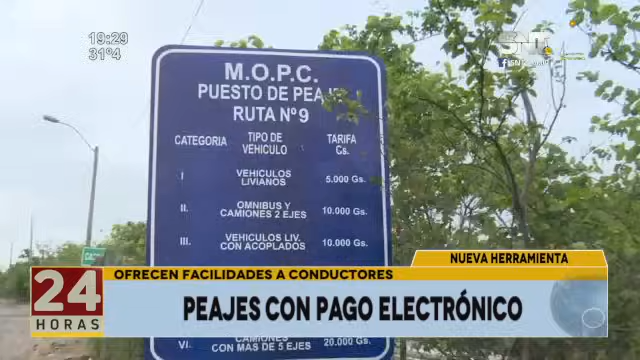 19:29
31°4
SNT
M.O.P.C.
PUESTO DE PEAJE
RUTA Nº9
CATEGORIA TIPO DE VEHICULO TARIFA Gs.
I VEHICULOS LIVIANOS 5.000 Gs.
II. OMNIBUS Y CAMIONES 2 EJES 10.000 Gs.
III. VEHICULOS LIV. CON ACOPLADOS 10.000 Gs.
NUEVA HERRAMIENTA
OFRECEN FACILIDADES A CONDUCTORES
24 HORAS
PEAJES CON PAGO ELECTRÓNICO
VI. CAMIONES CON MAS DE 5 EJES 20.000 Gs.